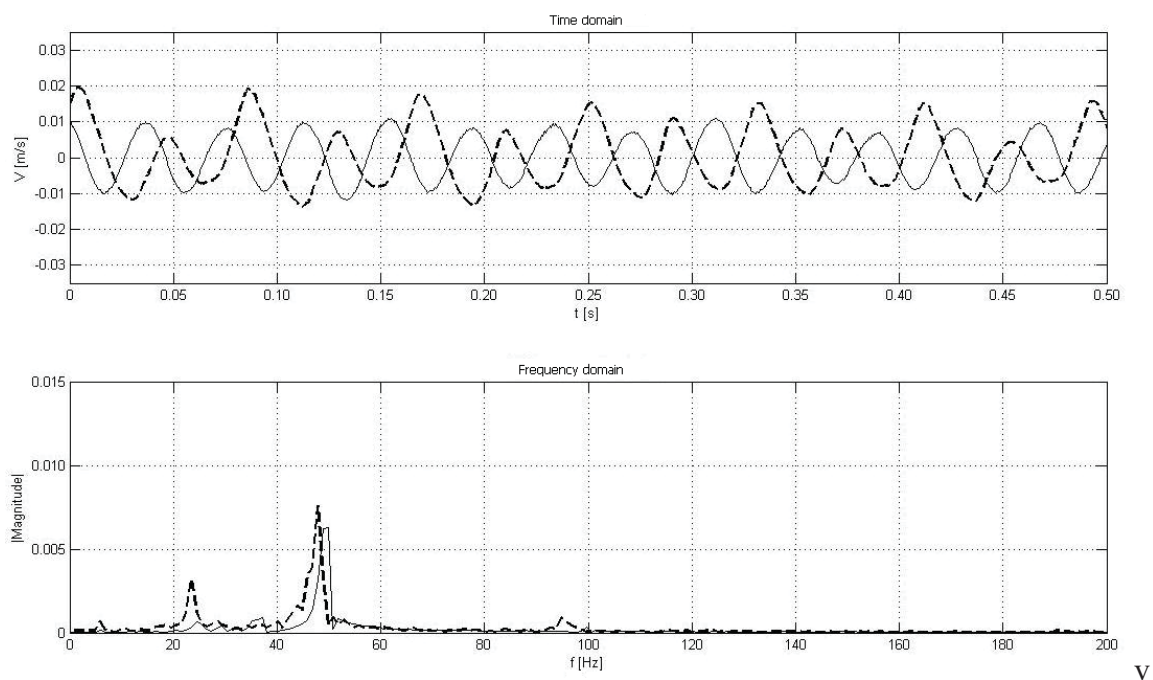 Time domain
0.03
0.02
0.01
0
-0.01
-0.02
-0.03
V [m/s]
0 0.05 0.10 0.15 0.20 0.25 0.30 0.35 0.40 0.45 0.50
t [s]
Frequency domain
0.015
0.010
0.005
0
|Magnitude|
0 20 40 60 80 100 120 140 160 180 200
f [Hz]
v